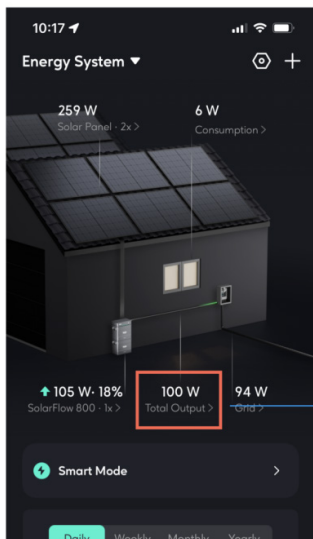 10:17
Energy System ▼
259 W
Solar Panel · 2x >
6 W
Consumption >
105 W· 18%
SolarFlow 800 · 1x >
100 W
Total Output >
94 W
Grid >
Smart Mode >
Daily Weekly Monthly Yearly